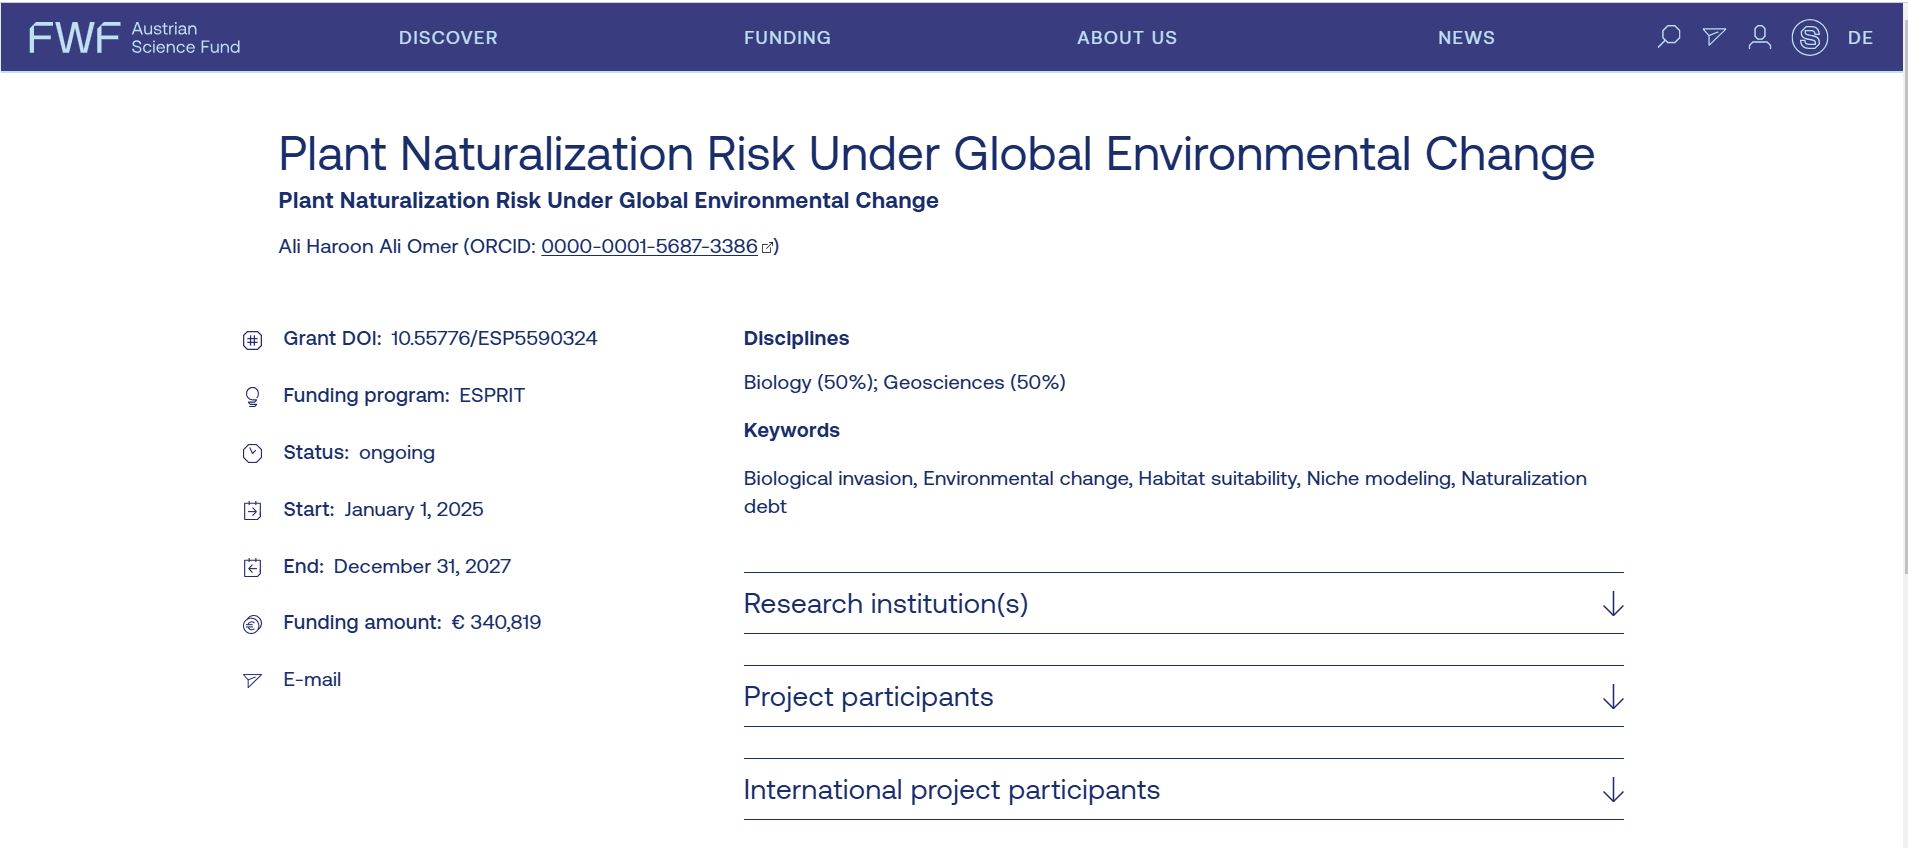 FWF Austrian
Science Fund
DISCOVER
FUNDING
ABOUT US
NEWS
DE
Plant Naturalization Risk Under Global Environmental Change
Plant Naturalization Risk Under Global Environmental Change
Ali Haroon Ali Omer (ORCID: 0000-0001-5687-3386)
Grant DOI: 10.55776/ESP5590324
Funding program: ESPRIT
Status: ongoing
Start: January 1, 2025
End: December 31, 2027
Funding amount: € 340,819
E-mail
Disciplines
Biology (50%); Geosciences (50%)
Keywords
Biological invasion, Environmental change, Habitat suitability, Niche modeling, Naturalization
debt
Research institution(s)
Project participants
International project participants